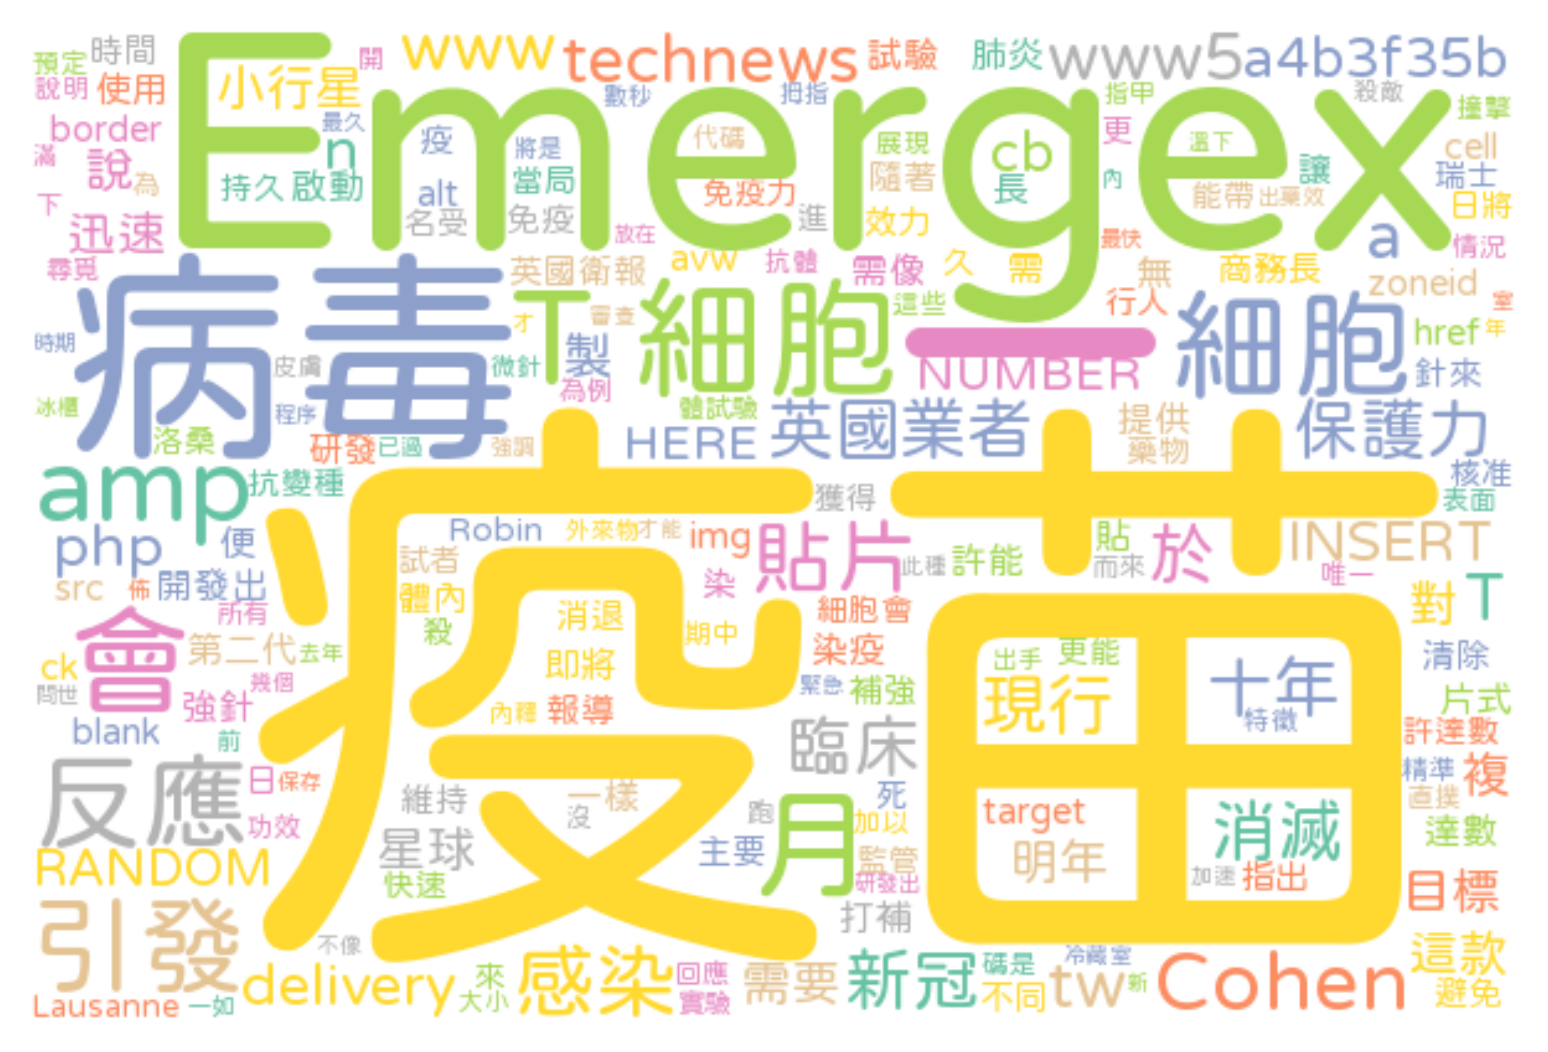 預定 時間 開 www technews 試驗 肺炎 www5a4b3f35b
說明 使用 小行星 數秒 拇指 指甲 殺敵 撞擊
Emergex
border 最久 n 疫 將是 代碼 展現 cb 更 溫下 讓 cell
滿 說 為 持久 啟動 alt 當局 免疫力 隨著 長 內 能帶 出藥效 瑞士
下 迅速 名受 免疫 放在 進 效力 最快 a 日將 情況
尋覓 英國衛報 avw 抗體 需像 久 需 無 商務長 zoneid
病毒 T 細胞 才 審查 這些 行人 細胞 室
時期 皮膚 微針 製 _ href 年
冰櫃 程序 為例 體試驗 NUMBER 針來
洛桑 研發 已過 強調 HERE 英國業者 提供 藥物 保護力
amp 抗變種 獲得 核准 表面
疫苗
php 便 Robin 外來物 才能 img 貼片 此種 許能 貼 而來 於 INSERT
src 佈 開發出 試者 體內 染 細胞會 唯一 對 T
所有 會 第二代 去年 殺 消退 期中 染疫 出手 更能 清除
ck 問世 幾個 強針 即將 緊急 補強 現行 十年 特徵 片式
blank 前 內釋 報導 臨床 許達數
反應 日 保存 維持 一樣 死 target 消滅 精準 複 直撲
功效 星球 沒 跑 月 加以 達數
RANDOM 快速 主要 監管 研發出 明年 加速 指出 目標
引發 不像 打補 冷藏室 這款
delivery 來 大小 感染 回應 實驗 需要 新冠 碼是 不同 tw 新 Cohen 避免
Lausanne 一如